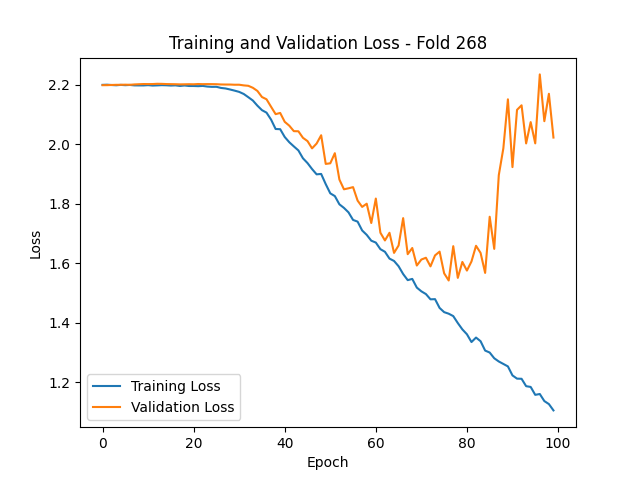 Training and Validation Loss - Fold 268
Loss
2.2
2.0
1.8
1.6
1.4
1.2
Training Loss
Validation Loss
0 20 40 60 80 100
Epoch